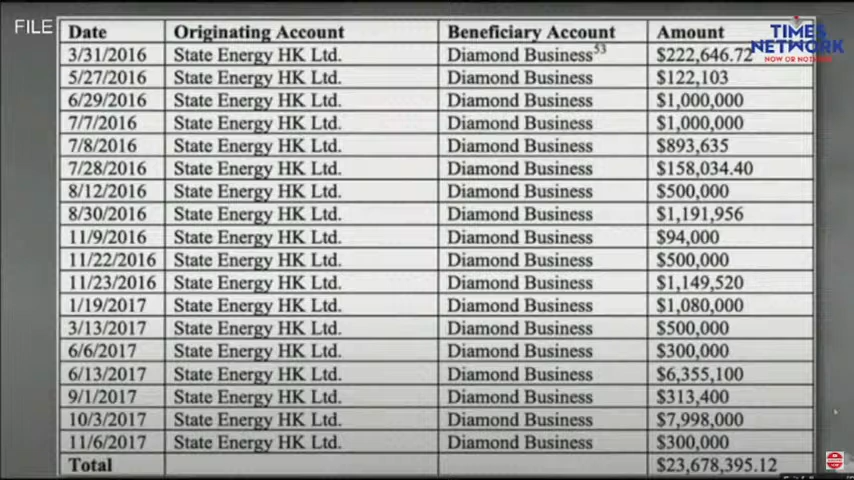 FILE
TIMES
NETWORK
NOW OR NOTHING
Date Originating Account Beneficiary Account Amount
3/31/2016 State Energy HK Ltd. Diamond Business53 $222,646.72
5/27/2016 State Energy HK Ltd. Diamond Business $122,103
6/29/2016 State Energy HK Ltd. Diamond Business $1,000,000
7/7/2016 State Energy HK Ltd. Diamond Business $1,000,000
7/8/2016 State Energy HK Ltd. Diamond Business $893,635
7/28/2016 State Energy HK Ltd. Diamond Business $158,034.40
8/12/2016 State Energy HK Ltd. Diamond Business $500,000
8/30/2016 State Energy HK Ltd. Diamond Business $1,191,956
11/9/2016 State Energy HK Ltd. Diamond Business $94,000
11/22/2016 State Energy HK Ltd. Diamond Business $500,000
11/23/2016 State Energy HK Ltd. Diamond Business $1,149,520
1/19/2017 State Energy HK Ltd. Diamond Business $1,080,000
3/13/2017 State Energy HK Ltd. Diamond Business $500,000
6/6/2017 State Energy HK Ltd. Diamond Business $300,000
6/13/2017 State Energy HK Ltd. Diamond Business $6,355,100
9/1/2017 State Energy HK Ltd. Diamond Business $313,400
10/3/2017 State Energy HK Ltd. Diamond Business $7,998,000
11/6/2017 State Energy HK Ltd. Diamond Business $300,000
Total $23,678,395.12